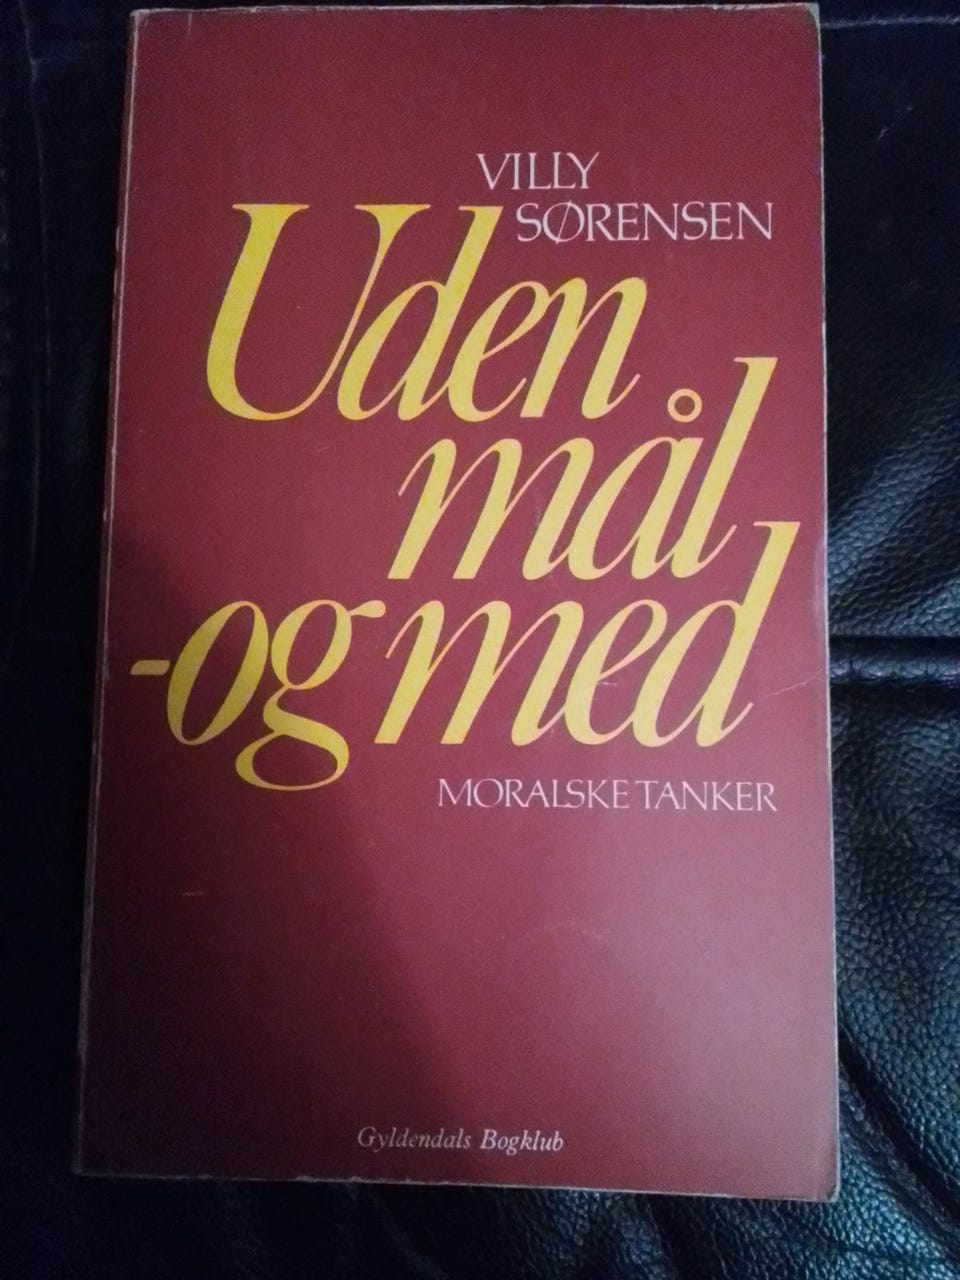 VILLY
SØRENSEN
Uden
mål
-og med
MORALSKE TANKER
Gyldendals Bogklub